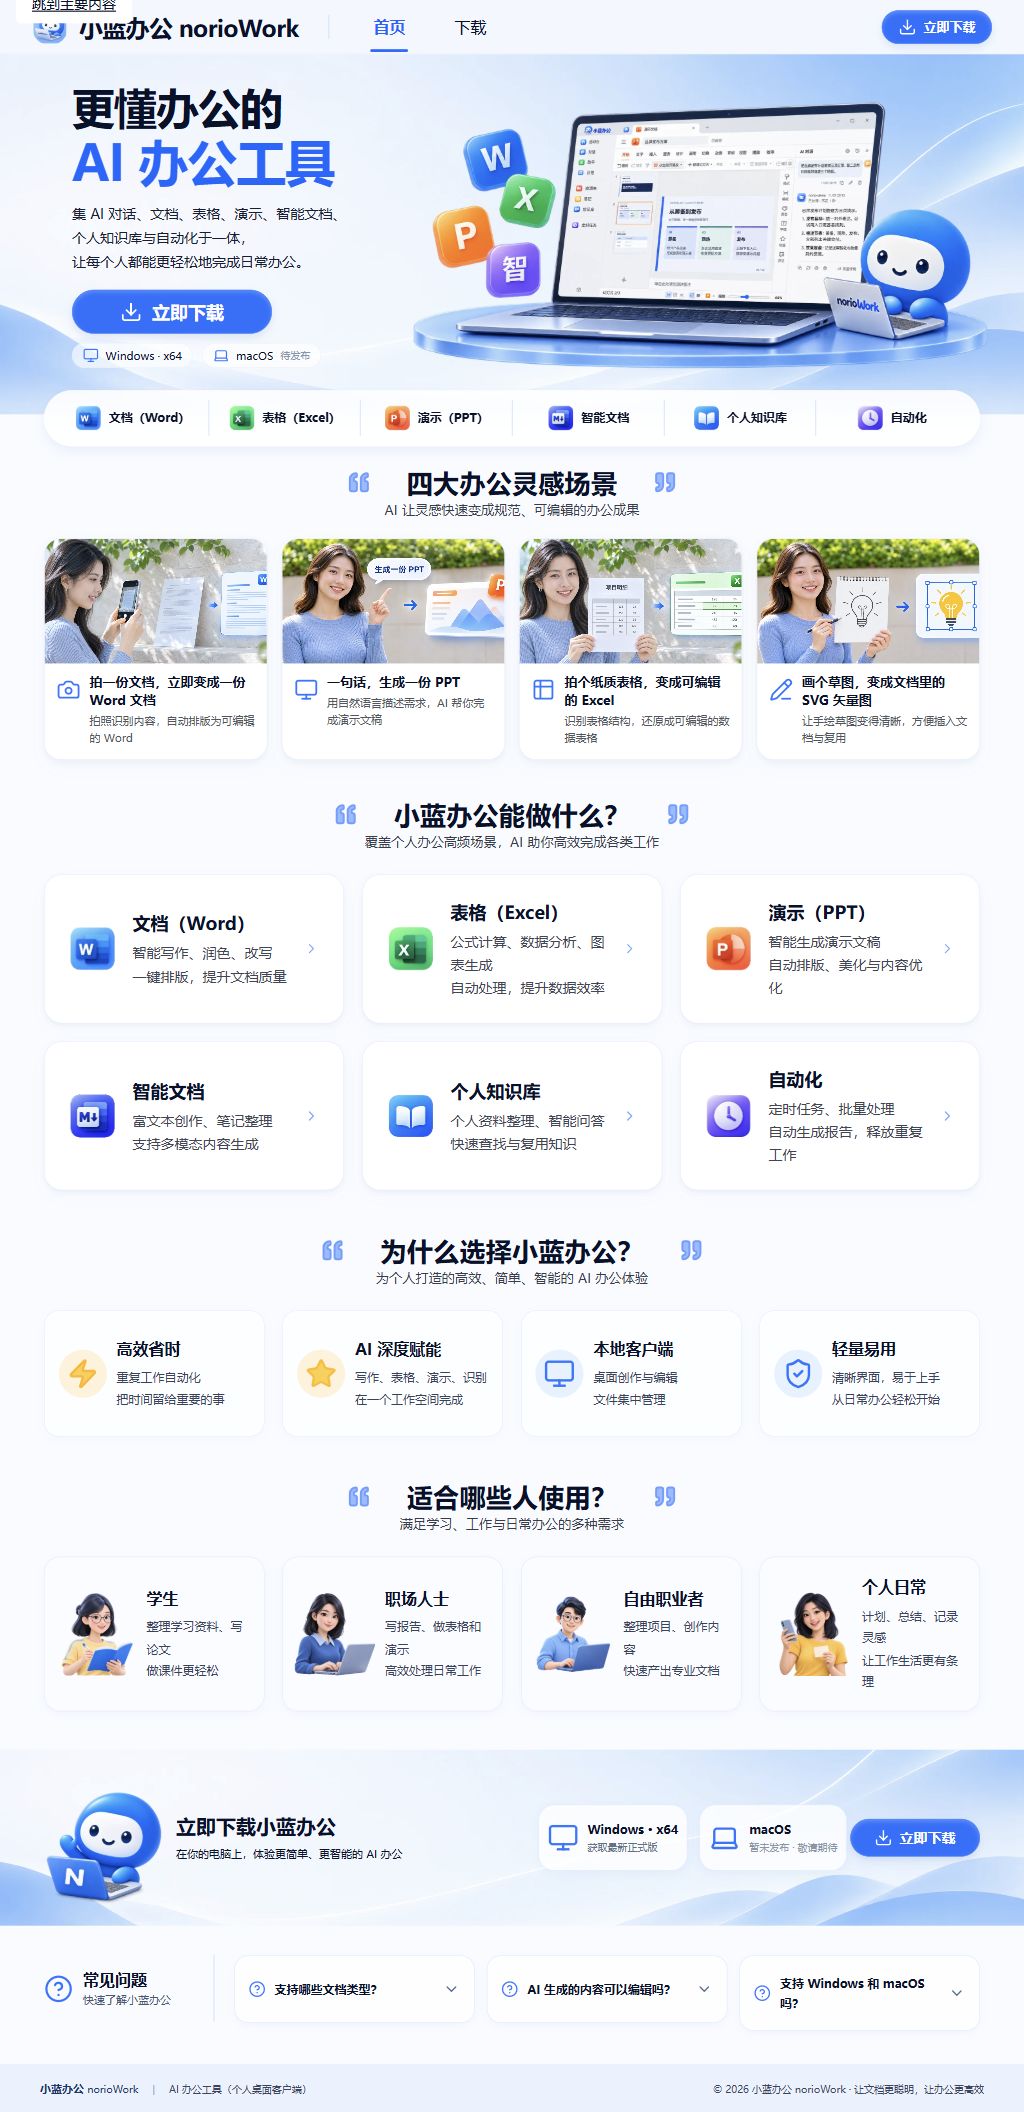 跳到主要内容
小蓝办公 norioWork
首页
下载
立即下载
更懂办公的
AI 办公工具
集 AI 对话、文档、表格、演示、智能文档、
个人知识库与自动化于一体，
让每个人都能更轻松地完成日常办公。
立即下载
Windows · x64
macOS 待发布
W
X
P
智
小蓝办公
从筹备到发布
norioWork
文档（Word）
表格（Excel）
演示（PPT）
智能文档
个人知识库
自动化
四大办公灵感场景
AI 让灵感快速变成规范、可编辑的办公成果
生成一份 PPT
项目明细
拍一份文档，立即变成一份
Word 文档
拍照识别内容，自动排版为可编辑
的 Word
一句话，生成一份 PPT
用自然语言描述需求，AI 帮你完
成演示文稿
拍个纸质表格，变成可编辑
的 Excel
识别表格结构，还原成可编辑的数
据表格
画个草图，变成文档里的
SVG 矢量图
让手绘草图变得清晰，方便插入文
档与复用
小蓝办公能做什么？
覆盖个人办公高频场景，AI 助你高效完成各类工作
文档（Word）
智能写作、润色、改写
一键排版，提升文档质量
表格（Excel）
公式计算、数据分析、图
表生成
自动处理，提升数据效率
演示（PPT）
智能生成演示文稿
自动排版、美化与内容优
化
智能文档
富文本创作、笔记整理
支持多模态内容生成
个人知识库
个人资料整理、智能问答
快速查找与复用知识
自动化
定时任务、批量处理
自动生成报告，释放重复
工作
为什么选择小蓝办公？
为个人打造的高效、简单、智能的 AI 办公体验
高效省时
重复工作自动化
把时间留给重要的事
AI 深度赋能
写作、表格、演示、识别
在一个工作空间完成
本地客户端
桌面创作与编辑
文件集中管理
轻量易用
清晰界面，易于上手
从日常办公轻松开始
适合哪些人使用？
满足学习、工作与日常办公的多种需求
学生
整理学习资料、写
论文
做课件更轻松
职场人士
写报告、做表格和
演示
高效处理日常工作
自由职业者
整理项目、创作内
容
快速产出专业文档
个人日常
计划、总结、记录
灵感
让工作生活更有条
理
N
立即下载小蓝办公
在你的电脑上，体验更简单、更智能的 AI 办公
Windows · x64
获取最新正式版
macOS
暂未发布 · 敬请期待
立即下载
常见问题
快速了解小蓝办公
支持哪些文档类型？
AI 生成的内容可以编辑吗？
支持 Windows 和 macOS
吗？
小蓝办公 norioWork | AI 办公工具（个人桌面客户端）
© 2026 小蓝办公 norioWork · 让文档更聪明，让办公更高效